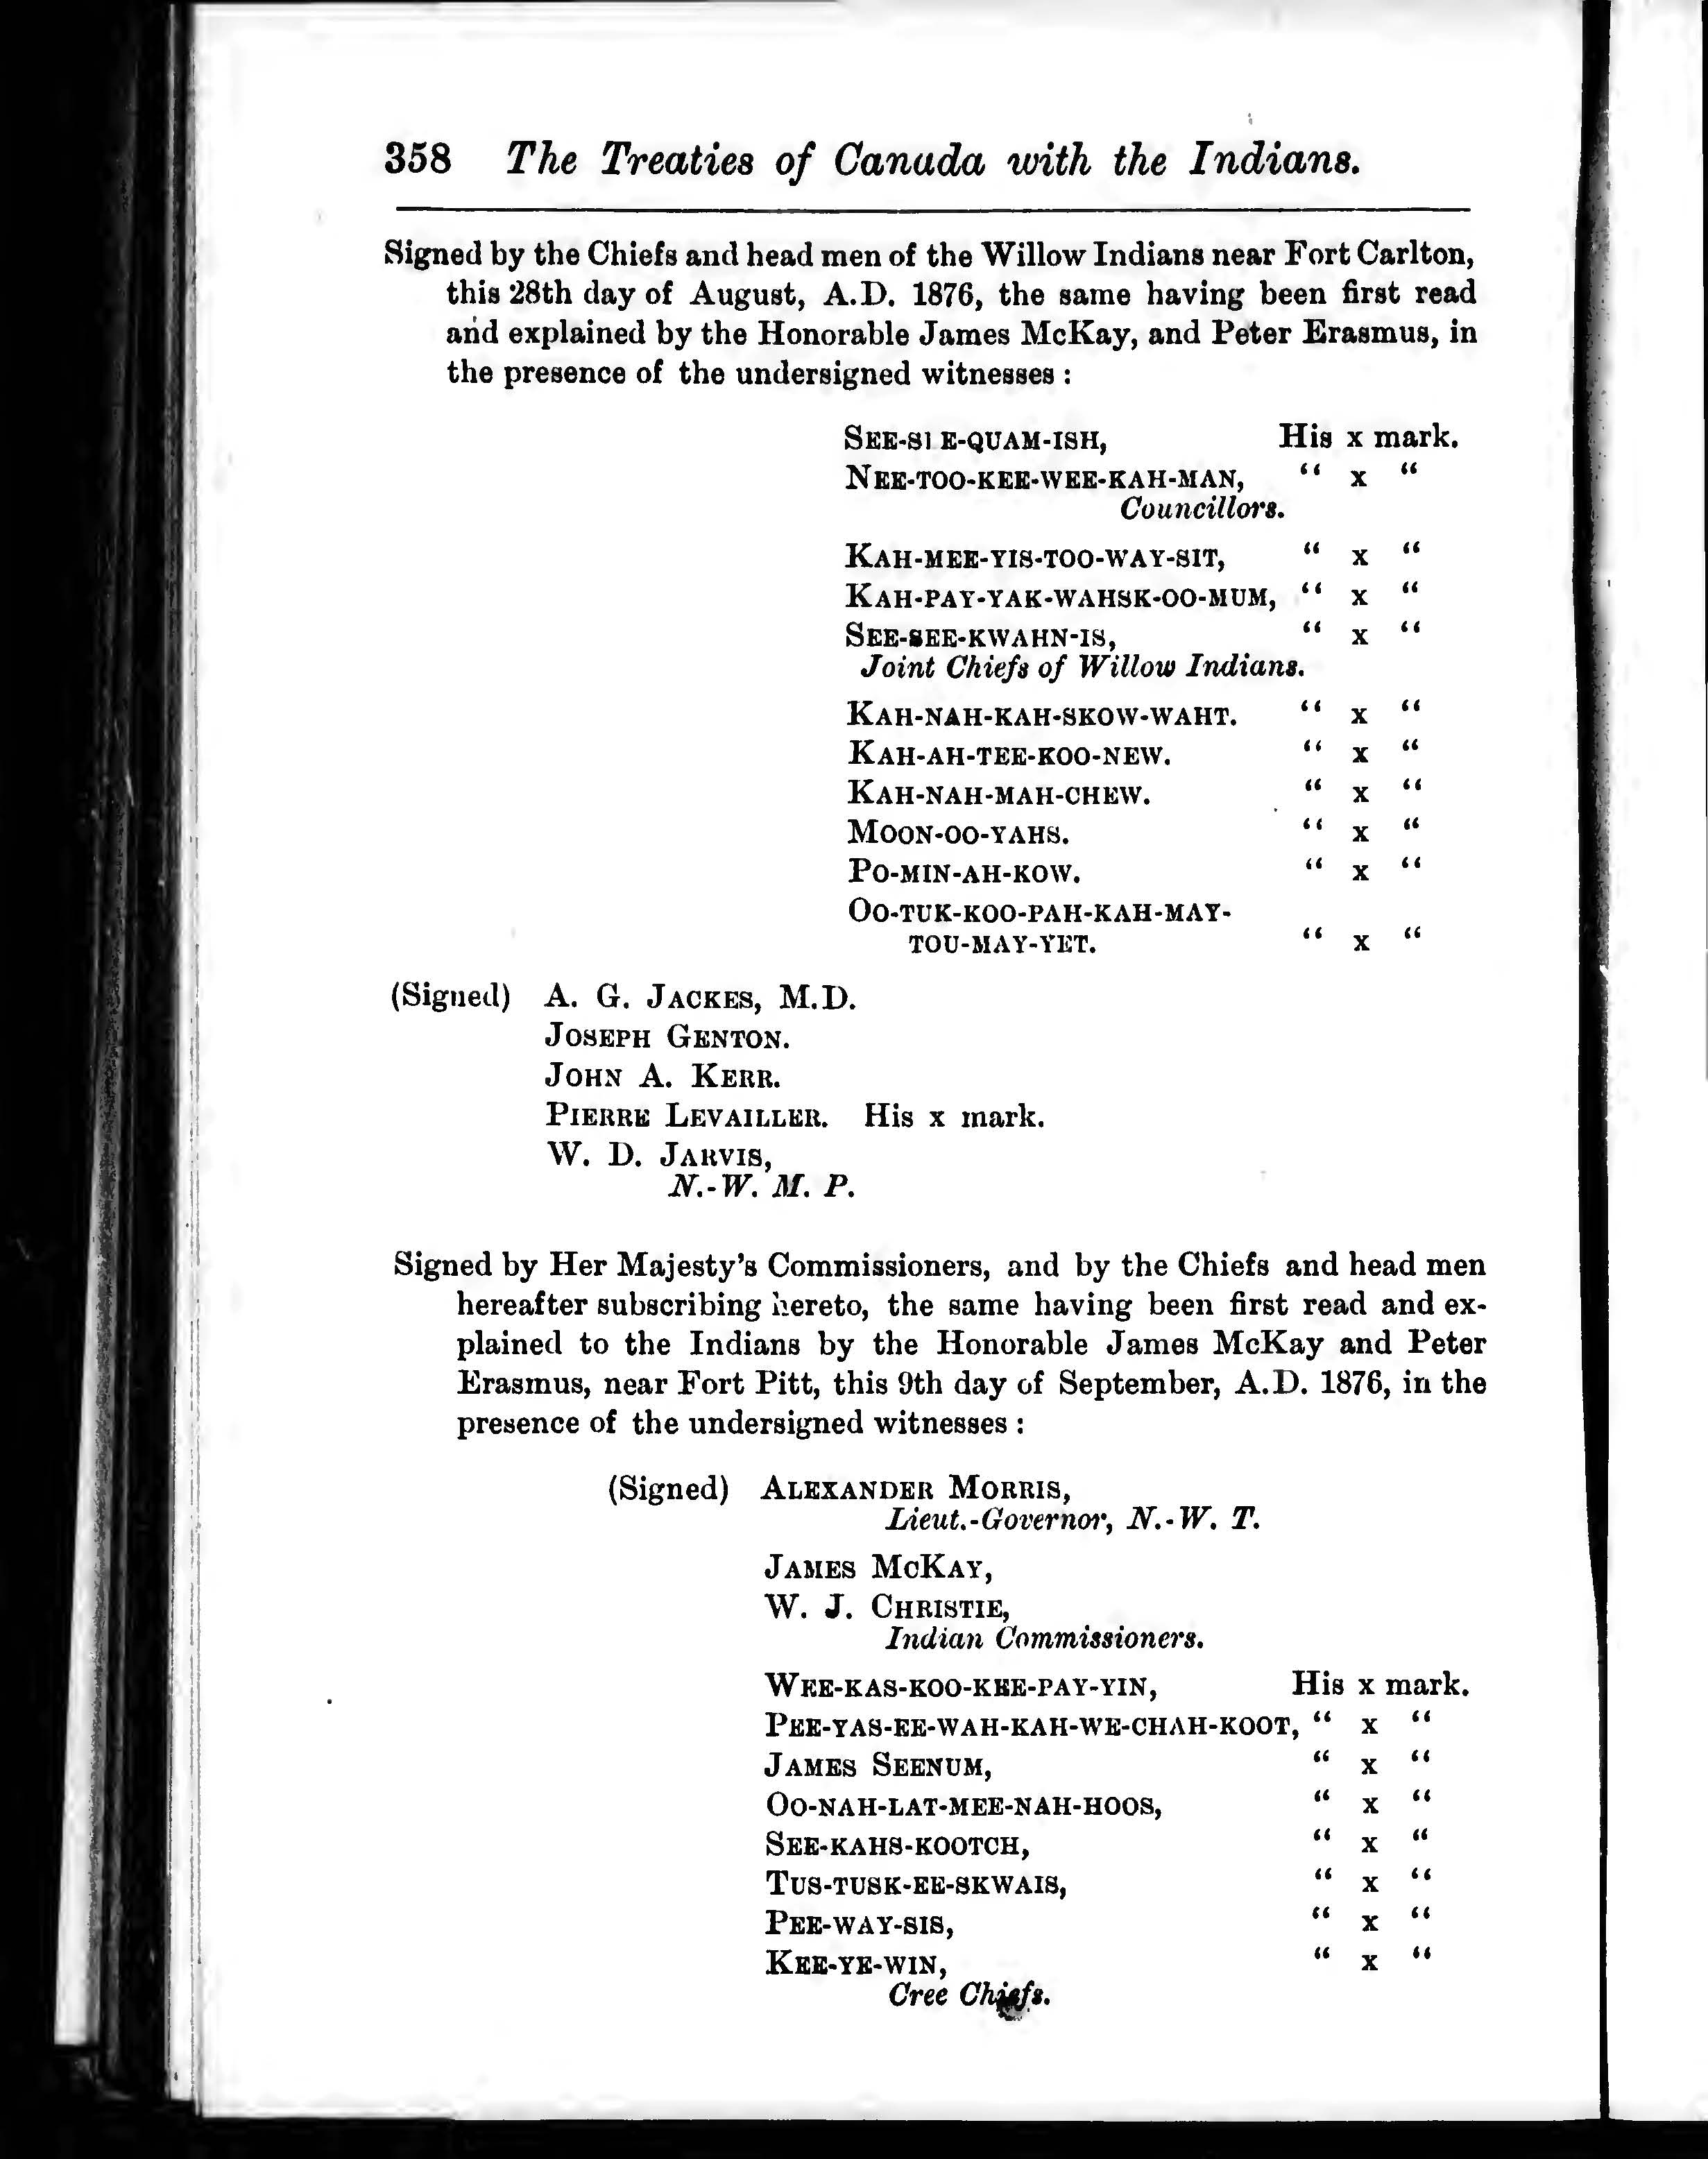 358 The Treaties of Canada with the Indians.
Signed by the Chiefs and head men of the Willow Indians near Fort Carlton,
this 28th day of August, A.D. 1876, the same having been first read
and explained by the Honorable James McKay, and Peter Erasmus, in
the presence of the undersigned witnesses :
SEE-SEE-QUAM-ISH, His x mark.
NEE-TOO-KEE-WEE-KAH-MAN, “ x “
Councillors.
KAH-MEE-YIS-TOO-WAY-SIT, “ x “
KAH-PAY-YAK-WAHSK-OO-MUM, “ x “
SEE-SEE-KWAHN-IS, “ x “
Joint Chiefs of Willow Indians.
KAH-NAH-KAH-SKOW-WAHT. “ x “
KAH-AH-TEE-KOO-NEW. “ x “
KAH-NAH-MAH-CHEW. “ x “
MOON-OO-YAHS. “ x “
PO-MIN-AH-KOW. “ x “
OO-TUK-KOO-PAH-KAH-MAY-
TOU-MAY-YET. “ x “
(Signed) A. G. JACKES, M.D.
JOSEPH GENTON.
JOHN A. KERR.
PIERRE LEVAILLER. His x mark.
W. D. JARVIS,
N.-W. M. P.
Signed by Her Majesty’s Commissioners, and by the Chiefs and head men
hereafter subscribing hereto, the same having been first read and ex-
plained to the Indians by the Honorable James McKay and Peter
Erasmus, near Fort Pitt, this 9th day of September, A.D. 1876, in the
presence of the undersigned witnesses :
(Signed) ALEXANDER MORRIS,
Lieut.-Governor, N.-W. T.
JAMES McKAY,
W. J. CHRISTIE,
Indian Commissioners.
WEE-KAS-KOO-KEE-PAY-YIN, His x mark.
PEE-YAS-EE-WAH-KAH-WE-CHAH-KOOT, “ x “
JAMES SEENUM, “ x “
OO-NAH-LAT-MEE-NAH-HOOS, “ x “
SEE-KAHS-KOOTCH, “ x “
TUS-TUSK-EE-SKWAIS, “ x “
PEE-WAY-SIS, “ x “
KEE-YE-WIN, “ x “
Cree Chiefs.